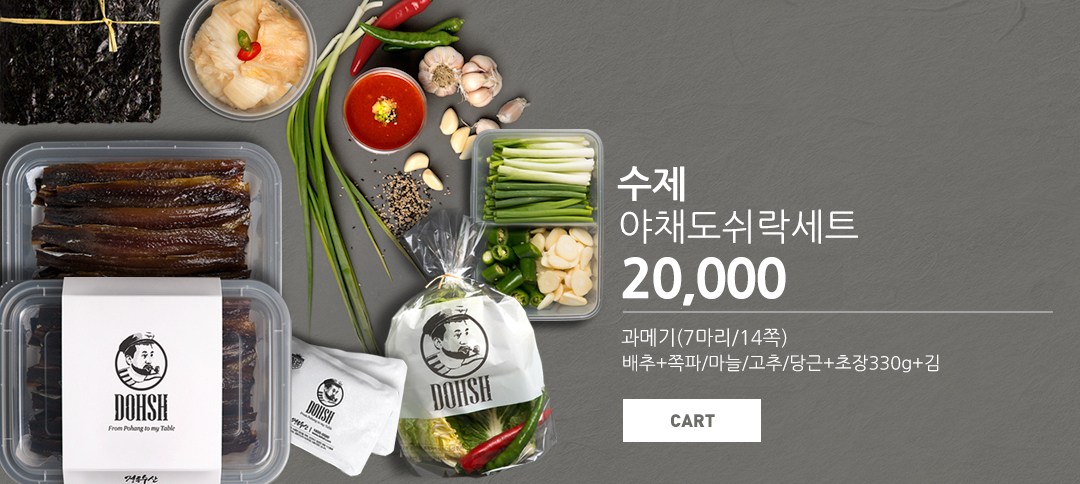 수제
야채도쉬락세트
20,000
과메기(7마리/14쪽)
배추+쪽파/마늘/고추/당근+초장330g+김
CART
DOHSH
From Pohang to my Table
DOHSH
DOHSH